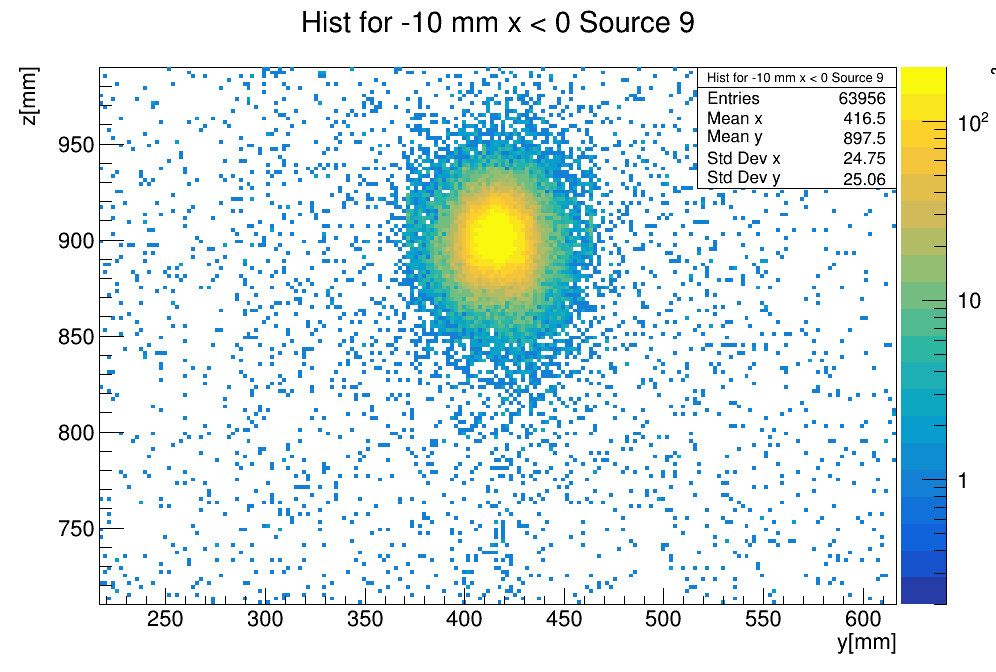 Hist for -10 mm x < 0 Source 9
z[mm]
Hist for -10 mm x < 0 Source 9
Entries 63956
Mean x 416.5
Mean y 897.5
Std Dev x 24.75
Std Dev y 25.06
950
900
850
800
750
250 300 350 400 450 500 550 600
y[mm]
10²
10
1